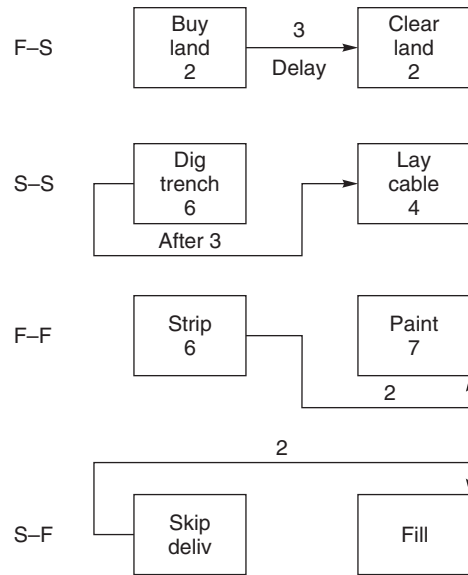 F–S
Buy
land
2
3
Delay
Clear
land
2
S–S
Dig
trench
6
After 3
Lay
cable
4
F–F
Strip
6
Paint
7
2
2
S–F
Skip
deliv
Fill